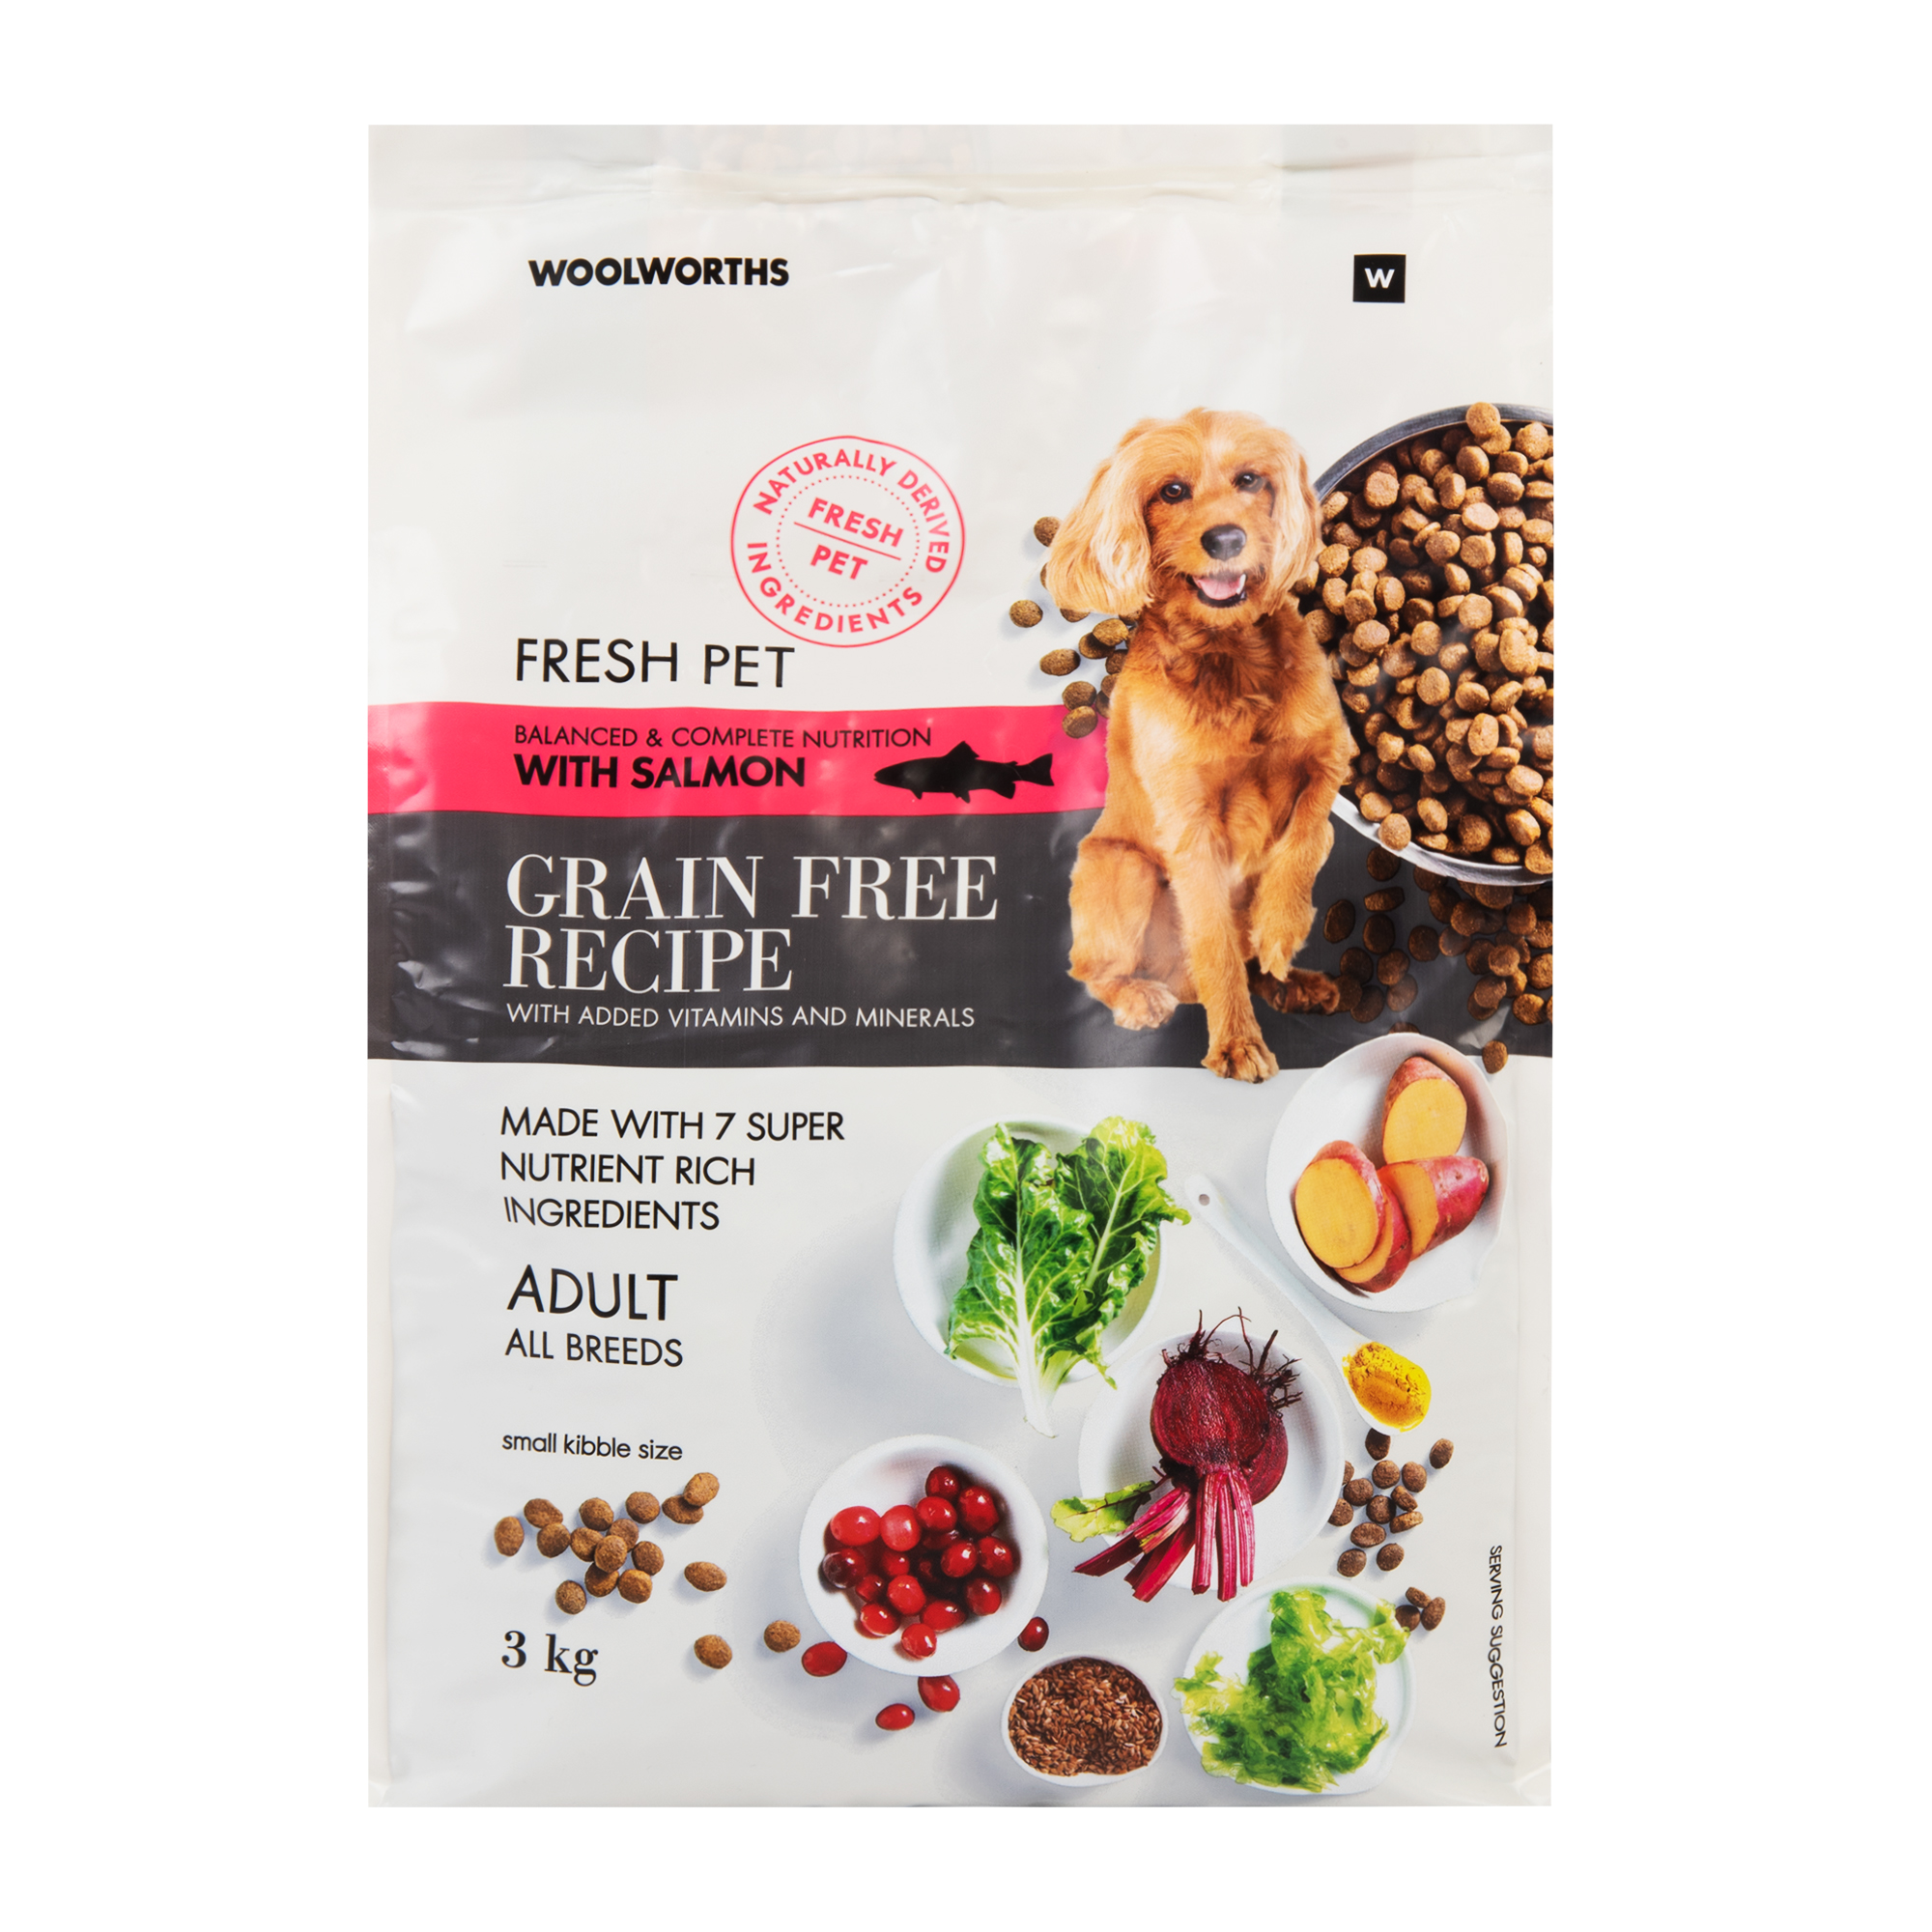 WOOLWORTHS
W
NATURALLY DERIVED
FRESH
PET
INGREDIENTS
FRESH PET
BALANCED & COMPLETE NUTRITION
WITH SALMON
GRAIN FREE
RECIPE
WITH ADDED VITAMINS AND MINERALS
MADE WITH 7 SUPER
NUTRIENT RICH
INGREDIENTS
ADULT
ALL BREEDS
small kibble size
3 kg
SERVING SUGGESTION